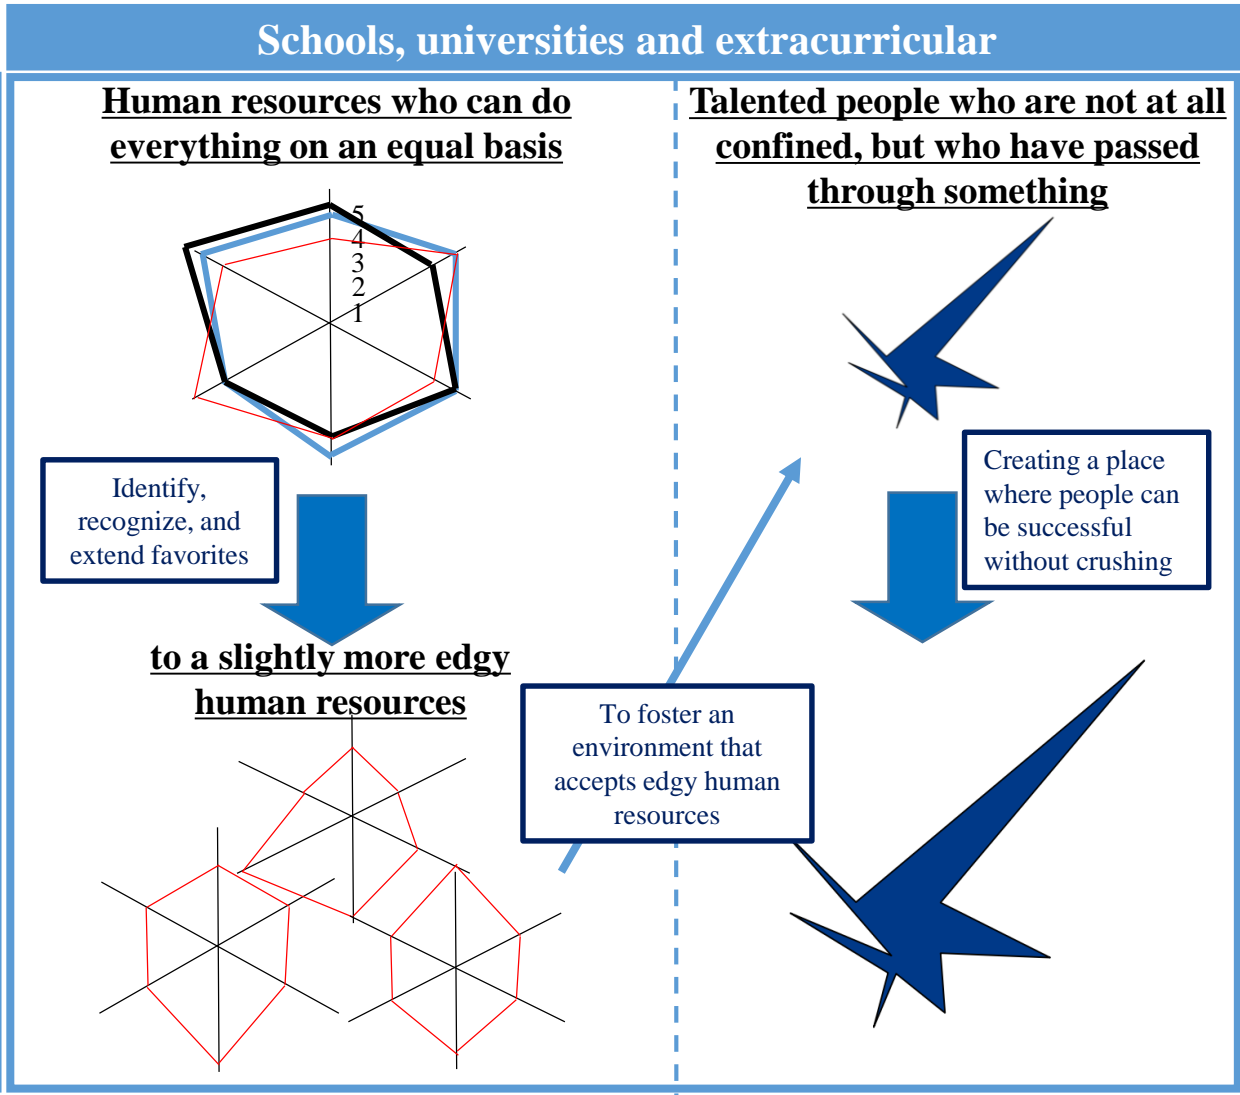 Schools, universities and extracurricular
Human resources who can do
everything on an equal basis
5
4
3
2
1
Identify,
recognize, and
extend favorites
to a slightly more edgy
human resources
Talented people who are not at all
confined, but who have passed
through something
Creating a place
where people can
be successful
without crushing
To foster an
environment that
accepts edgy human
resources